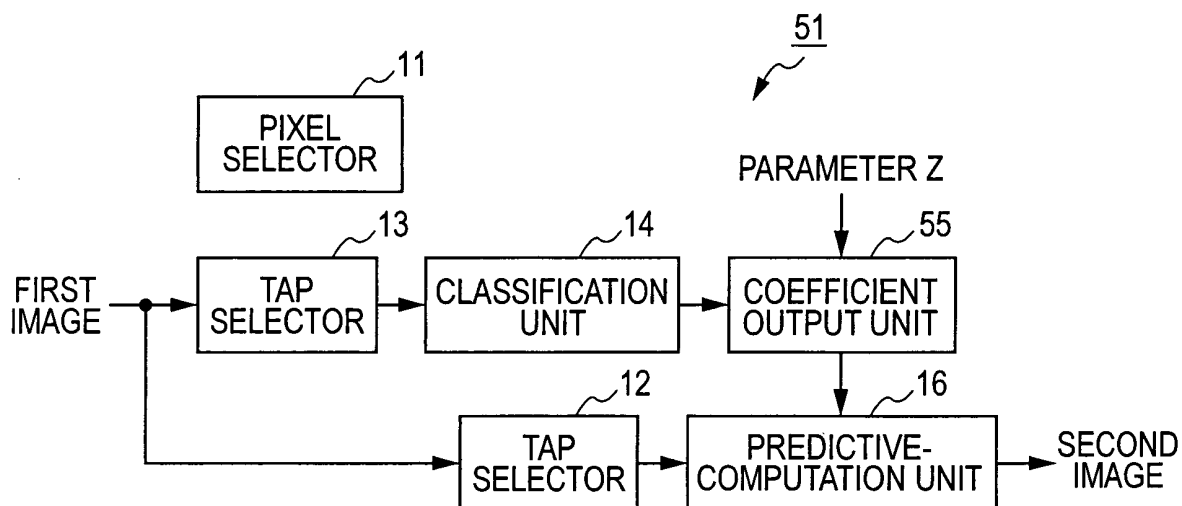 51
11
PIXEL
SELECTOR
PARAMETER Z
13
14
55
FIRST
IMAGE
TAP
SELECTOR
CLASSIFICATION
UNIT
COEFFICIENT
OUTPUT UNIT
12
16
TAP
SELECTOR
PREDICTIVE-
COMPUTATION UNIT
SECOND
IMAGE